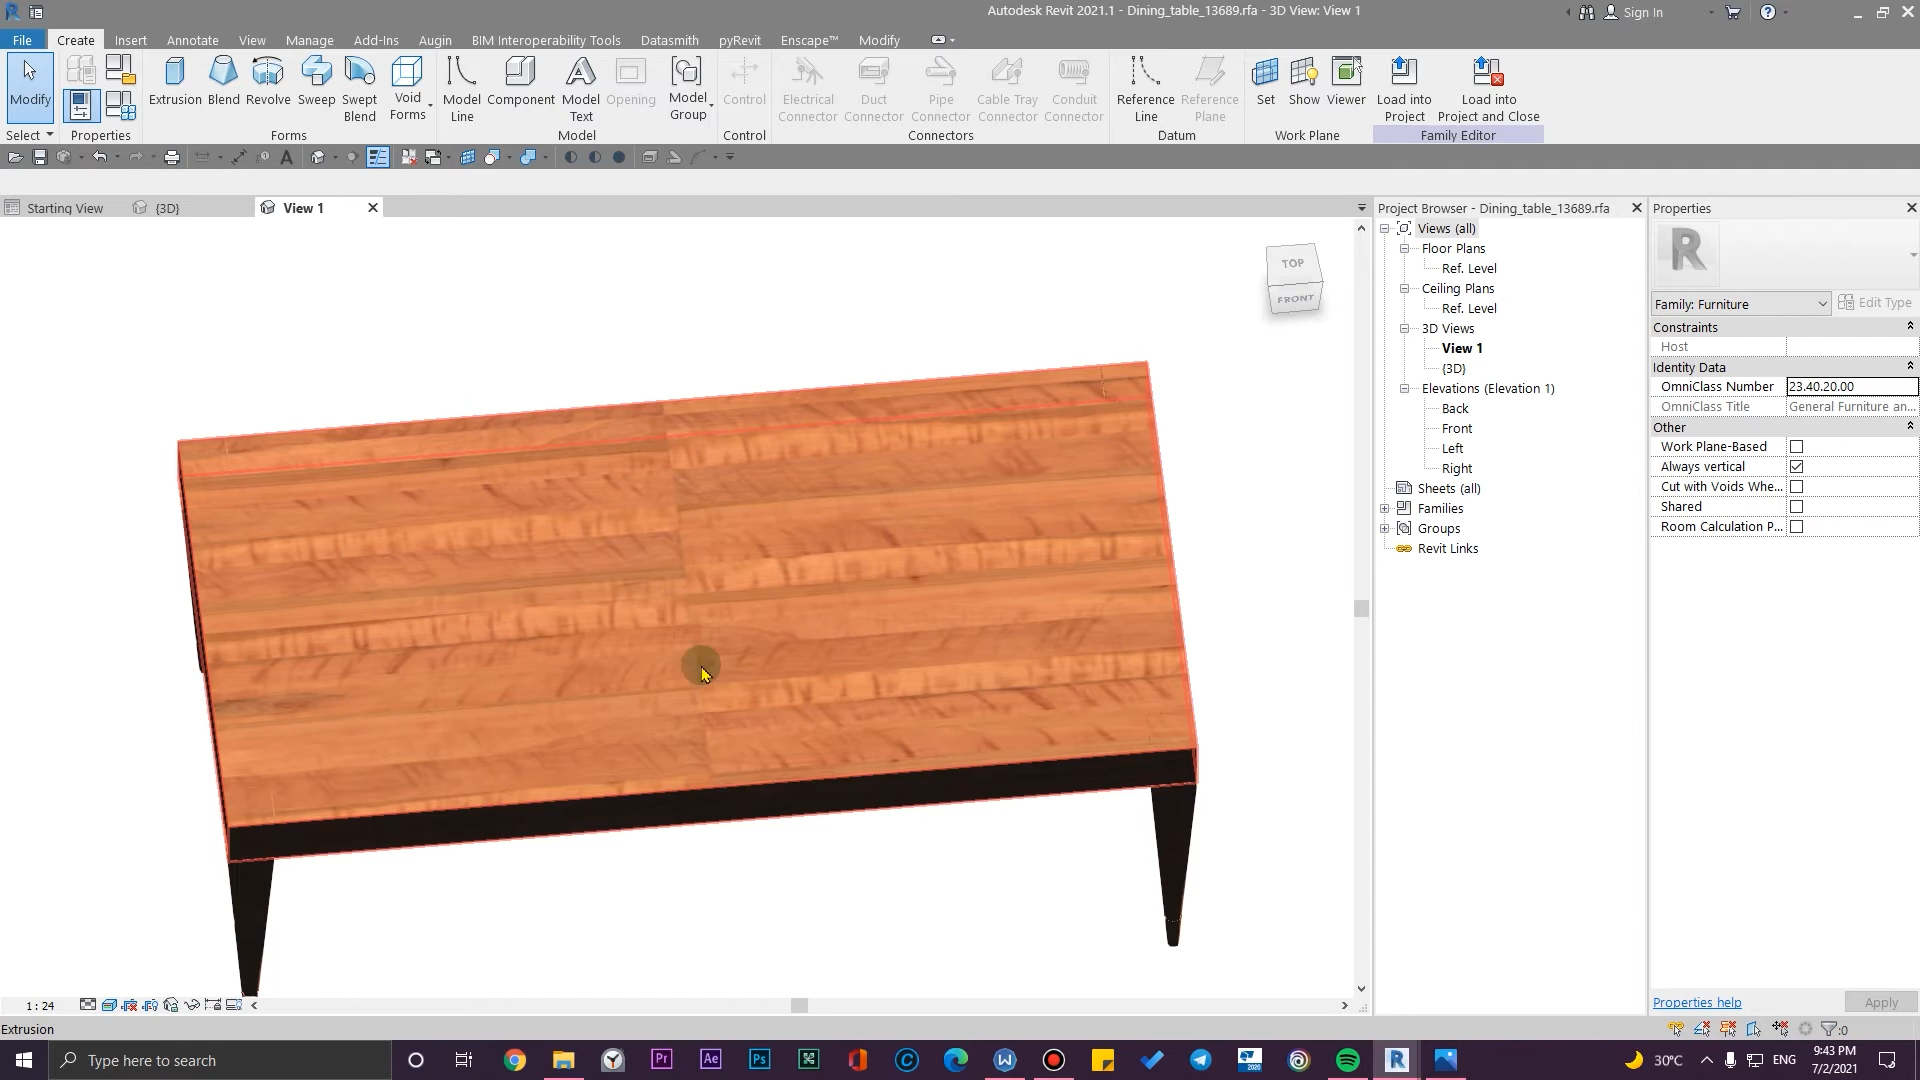 Autodesk Revit 2021.1 - Dining_table_13689.rfa - 3D View: View 1
Sign In
File Create Insert Annotate View Manage Add-Ins Augin BIM Interoperability Tools Datasmith pyRevit Enscape™ Modify
Modify
Extrusion Blend Revolve Sweep Swept Blend Void Forms
Model Line Component Model Text Opening Model Group Control
Electrical Connector Duct Connector Pipe Connector Cable Tray Connector Conduit Connector
Reference Line Reference Plane Set Show Viewer Load into Project Load into Project and Close
Select Properties Forms Model Control Connectors Datum Work Plane Family Editor
Starting View {3D} View 1
Project Browser - Dining_table_13689.rfa
Views (all)
Floor Plans
Ref. Level
Ceiling Plans
Ref. Level
3D Views
View 1
{3D}
Elevations (Elevation 1)
Back
Front
Left
Right
Sheets (all)
Families
Groups
Revit Links
Properties
R
Family: Furniture Edit Type
Constraints
Host
Identity Data
OmniClass Number 23.40.20.00
OmniClass Title General Furniture an...
Other
Work Plane-Based
Always vertical
Cut with Voids Whe...
Shared
Room Calculation P...
Properties help Apply
TOP
FRONT
1 : 24
Extrusion
:0
Type here to search
30°C ENG 9:43 PM
7/2/2021